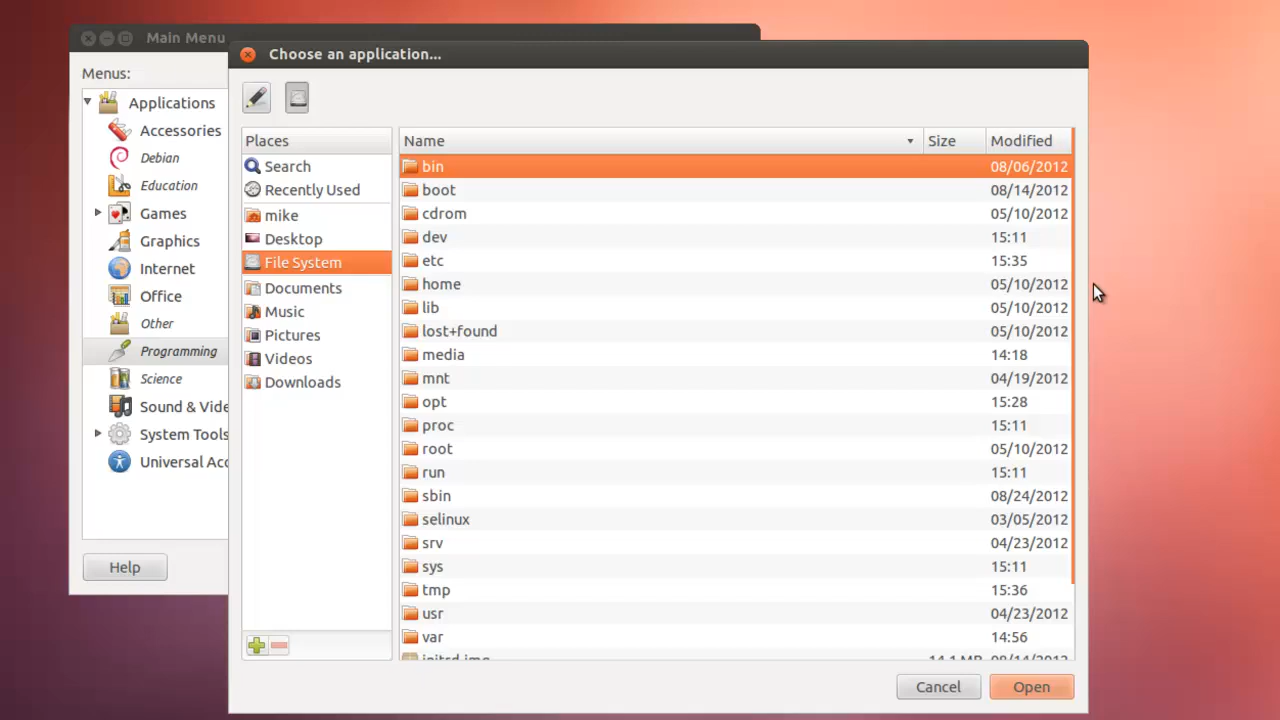 Main Menu
Choose an application...
Menus:
Applications
Accessories
Debian
Education
Games
Graphics
Internet
Office
Other
Programming
Science
Sound & Vide
System Tools
Universal Acc
Help
Places
Search
Recently Used
mike
Desktop
File System
Documents
Music
Pictures
Videos
Downloads
Name Size Modified
bin 08/06/2012
boot 08/14/2012
cdrom 05/10/2012
dev 15:11
etc 15:35
home 05/10/2012
lib 05/10/2012
lost+found 05/10/2012
media 14:18
mnt 04/19/2012
opt 15:28
proc 15:11
root 05/10/2012
run 15:11
sbin 08/24/2012
selinux 03/05/2012
srv 04/23/2012
sys 15:11
tmp 15:36
usr 04/23/2012
var 14:56
initrd.img 14.1 MB 08/14/2012
Cancel Open